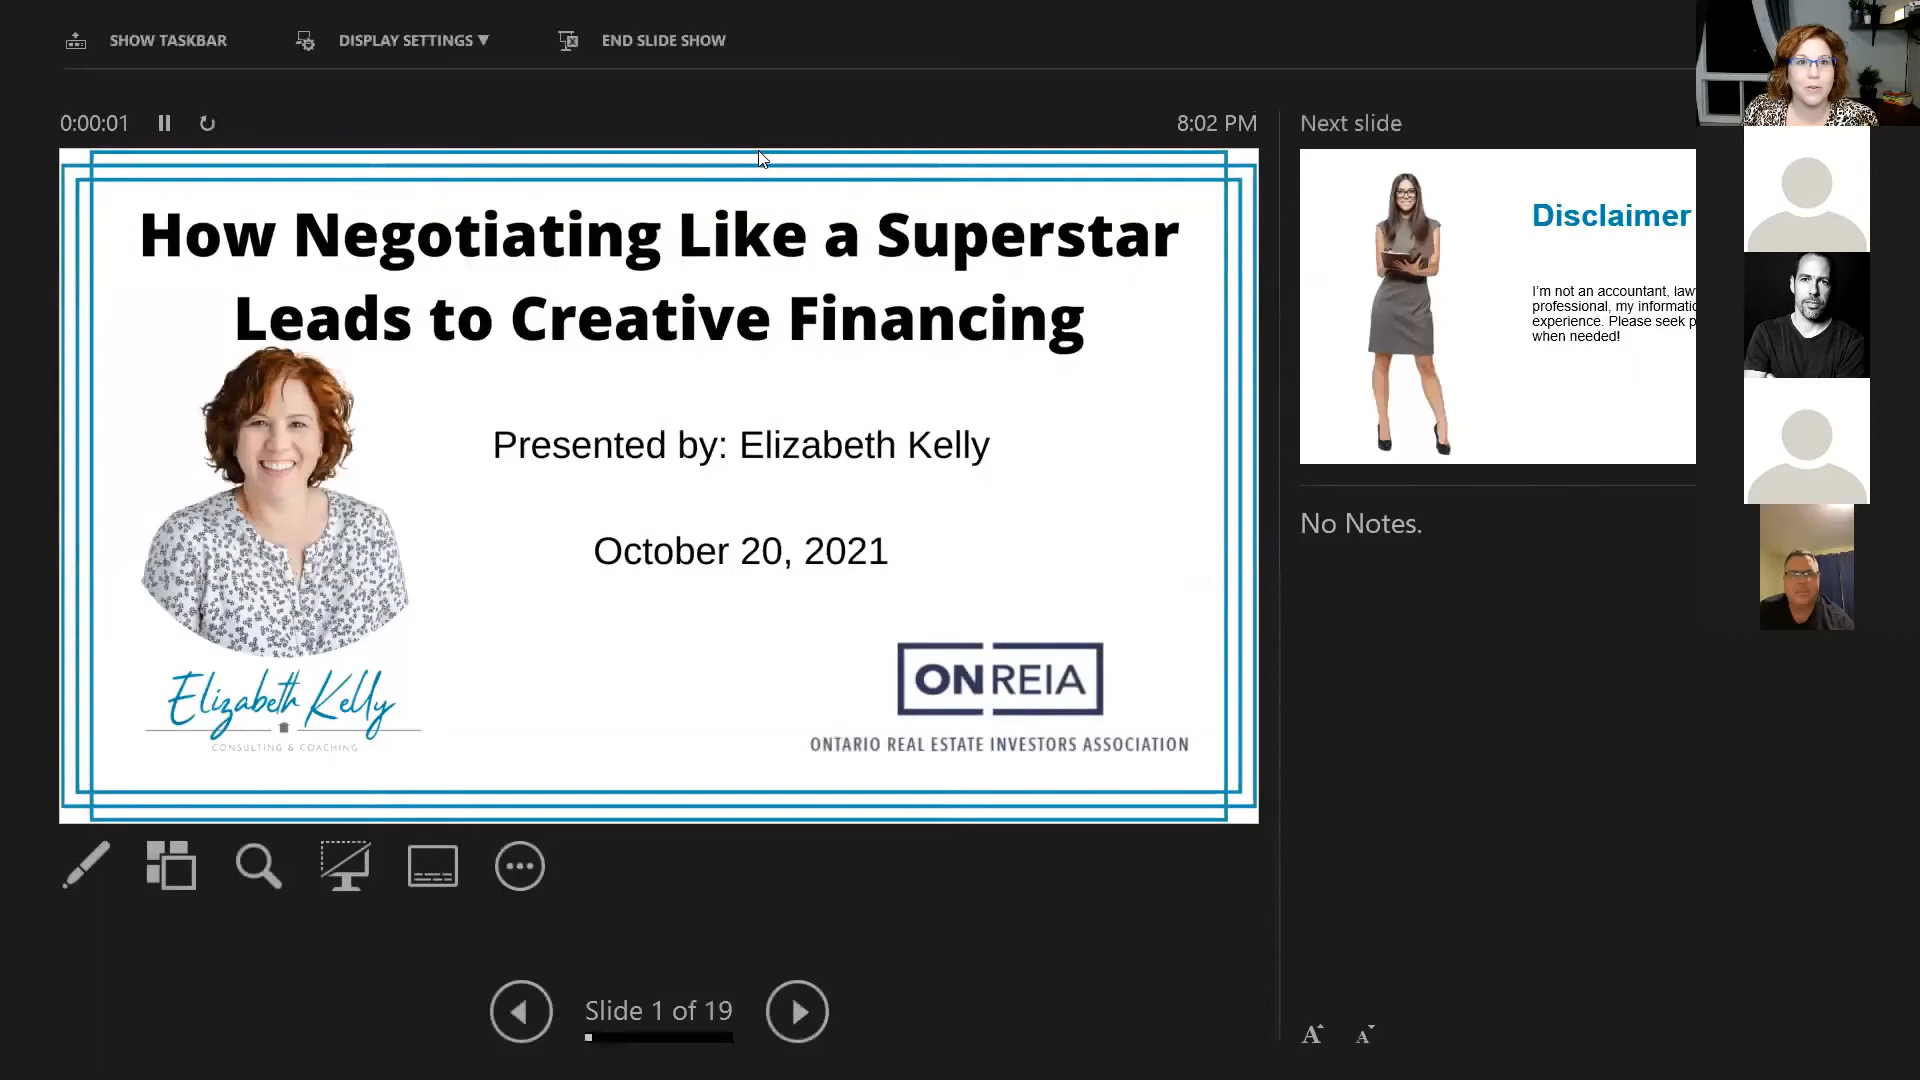 SHOW TASKBAR
DISPLAY SETTINGS ▼
END SLIDE SHOW
0:00:01
8:02 PM
Next slide
How Negotiating Like a Superstar
Leads to Creative Financing
Presented by: Elizabeth Kelly
October 20, 2021
Elizabeth Kelly
CONSULTING & COACHING
ONREIA
ONTARIO REAL ESTATE INVESTORS ASSOCIATION
Disclaimer
I'm not an accountant, law
professional, my informatio
experience. Please seek p
when needed!
No Notes.
Slide 1 of 19
A
A